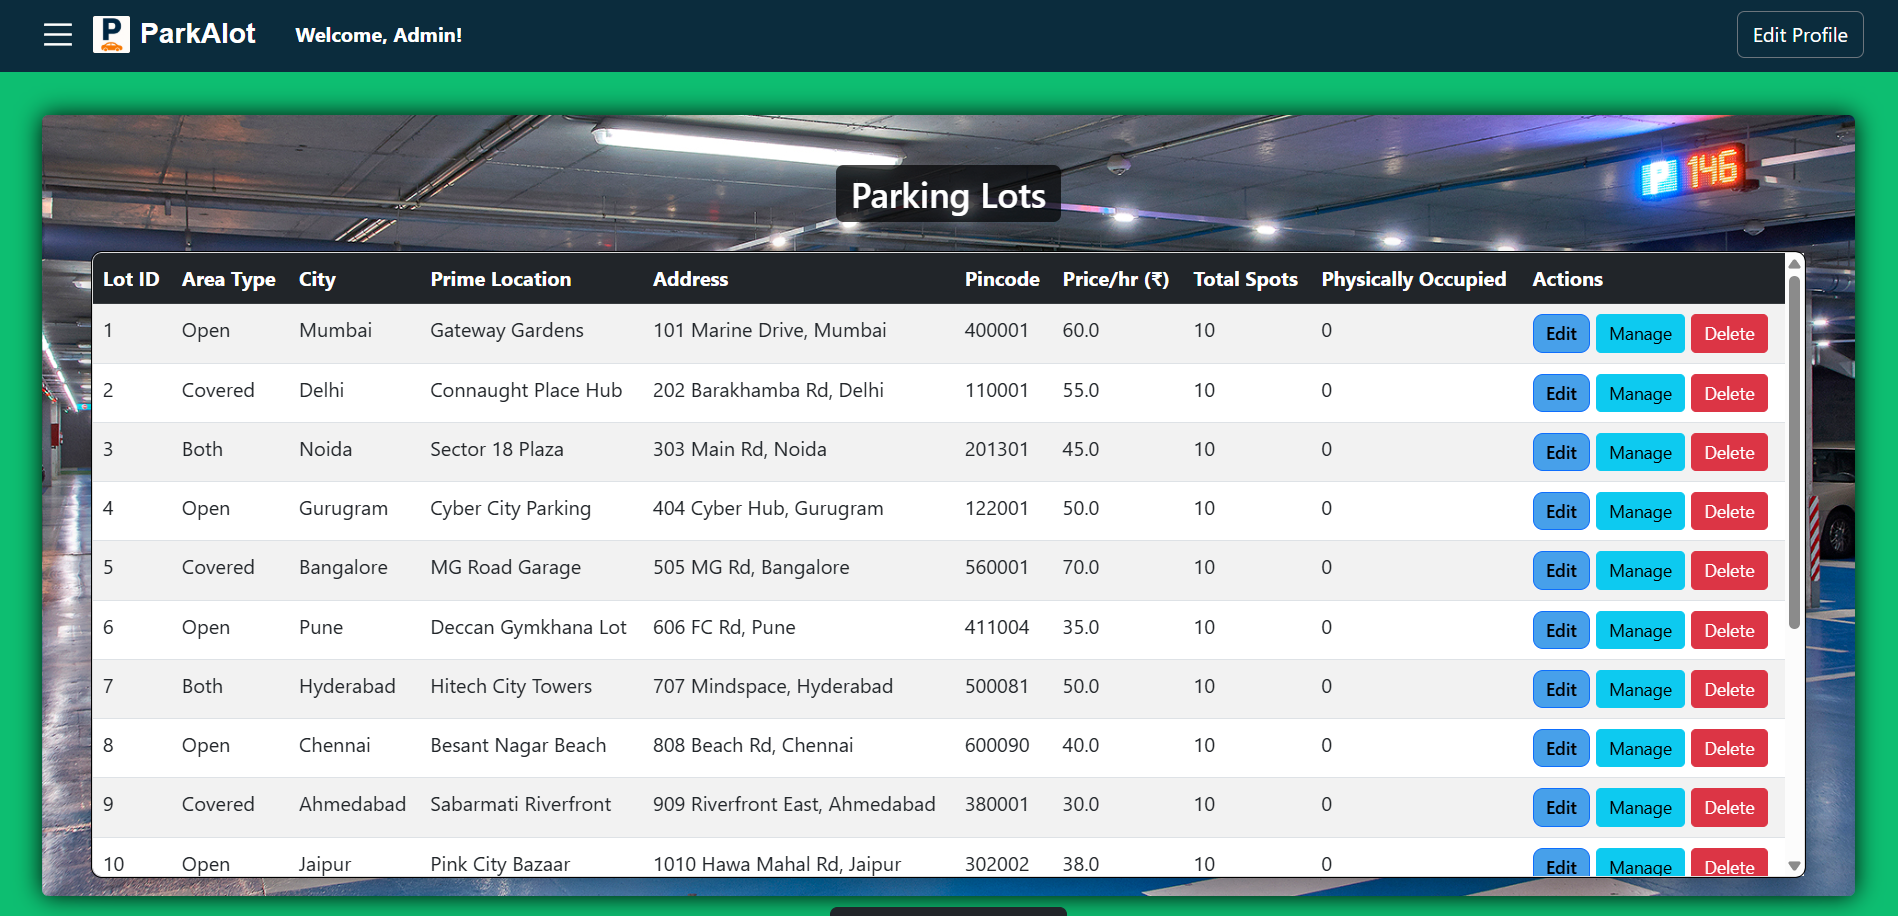 P ParkAlot Welcome, Admin! Edit Profile
P 146
Parking Lots
Lot ID Area Type City Prime Location Address Pincode Price/hr (₹) Total Spots Physically Occupied Actions
1 Open Mumbai Gateway Gardens 101 Marine Drive, Mumbai 400001 60.0 10 0 Edit Manage Delete
2 Covered Delhi Connaught Place Hub 202 Barakhamba Rd, Delhi 110001 55.0 10 0 Edit Manage Delete
3 Both Noida Sector 18 Plaza 303 Main Rd, Noida 201301 45.0 10 0 Edit Manage Delete
4 Open Gurugram Cyber City Parking 404 Cyber Hub, Gurugram 122001 50.0 10 0 Edit Manage Delete
5 Covered Bangalore MG Road Garage 505 MG Rd, Bangalore 560001 70.0 10 0 Edit Manage Delete
6 Open Pune Deccan Gymkhana Lot 606 FC Rd, Pune 411004 35.0 10 0 Edit Manage Delete
7 Both Hyderabad Hitech City Towers 707 Mindspace, Hyderabad 500081 50.0 10 0 Edit Manage Delete
8 Open Chennai Besant Nagar Beach 808 Beach Rd, Chennai 600090 40.0 10 0 Edit Manage Delete
9 Covered Ahmedabad Sabarmati Riverfront 909 Riverfront East, Ahmedabad 380001 30.0 10 0 Edit Manage Delete
10 Open Jaipur Pink City Bazaar 1010 Hawa Mahal Rd, Jaipur 302002 38.0 10 0 Edit Manage Delete